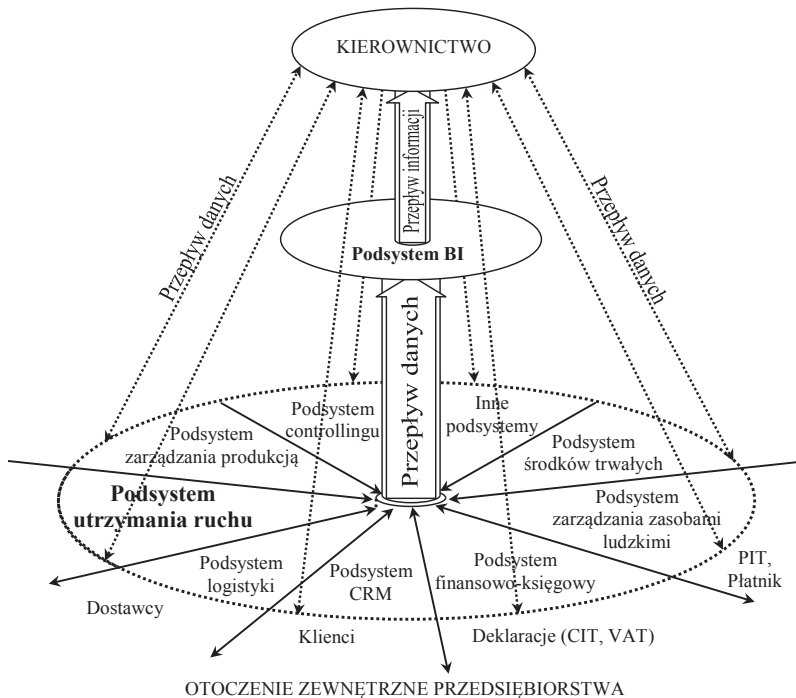 KIEROWNICTWO
Przepływ informacji
Przepływ danych
Przepływ danych
Podsystem BI
Przepływ danych
Podsystem
controllingu
Inne
podsystemy
Podsystem
zarządzania produkcją
Podsystem
środków trwałych
Podsystem
utrzymania ruchu
Podsystem
zarządzania zasobami
ludzkimi
Podsystem
logistyki
Podsystem
CRM
Podsystem
finansowo-księgowy
PIT,
Płatnik
Dostawcy
Klienci
Deklaracje (CIT, VAT)
OTOCZENIE ZEWNĘTRZNE PRZEDSIĘBIORSTWA